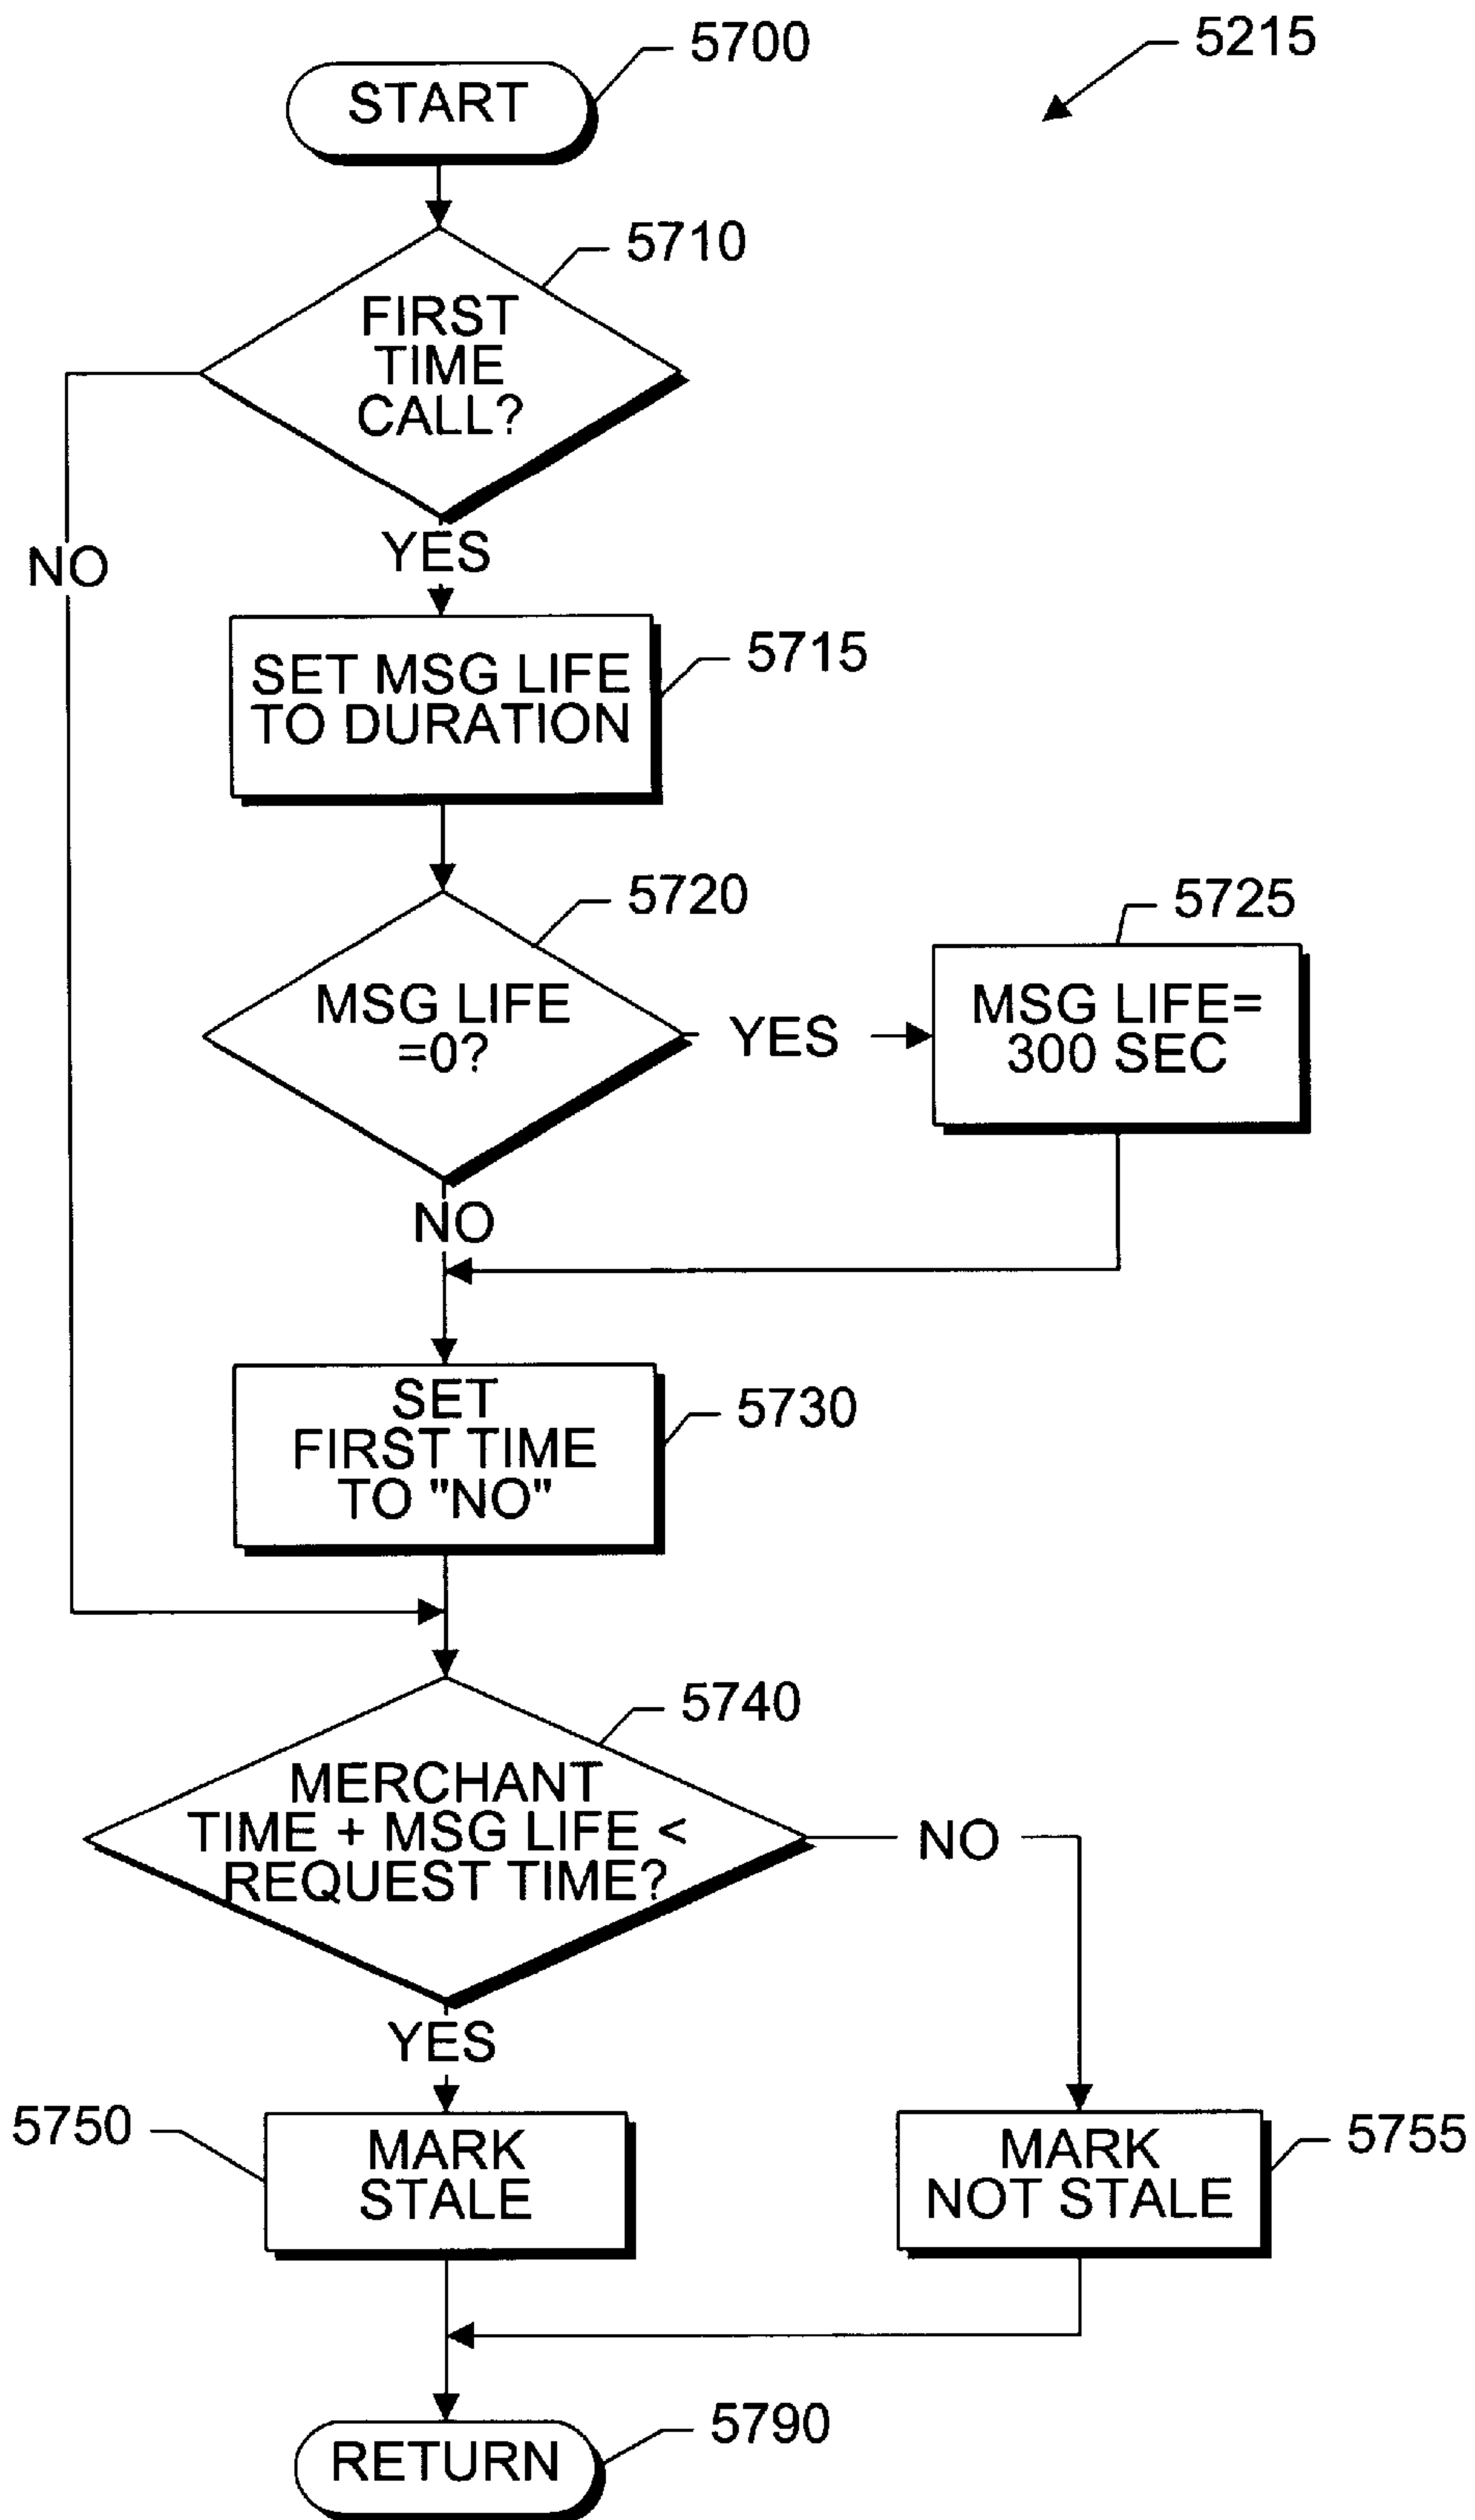 5700
5215
START
5710
FIRST
TIME
CALL?
NO
YES
5715
SET MSG LIFE
TO DURATION
5720
5725
MSG LIFE
=0?
YES
MSG LIFE=
300 SEC
NO
5730
SET
FIRST TIME
TO "NO"
5740
MERCHANT
TIME + MSG LIFE <
REQUEST TIME?
NO
YES
5750
MARK
STALE
MARK
NOT STALE
5755
5790
RETURN